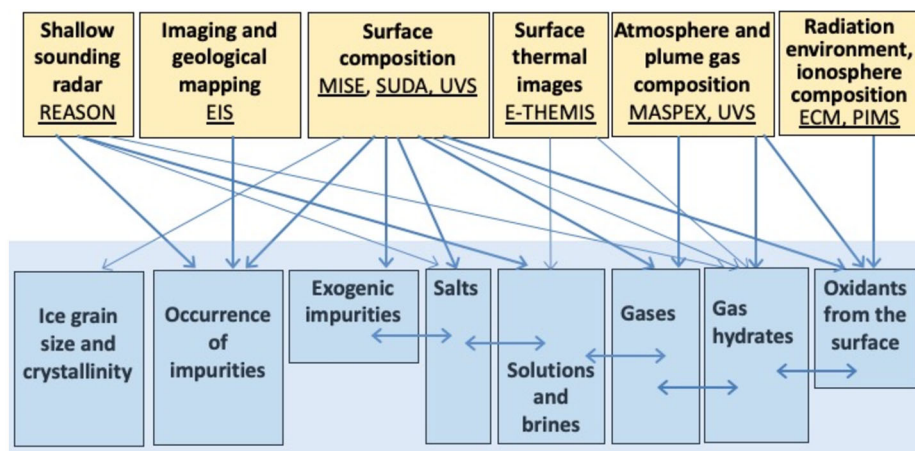 Shallow
sounding
radar
REASON
Imaging and
geological
mapping
EIS
Surface
composition
MISE, SUDA, UVS
Surface
thermal
images
E-THEMIS
Atmosphere and
plume gas
composition
MASPEX, UVS
Radiation
environment,
ionosphere
composition
ECM, PIMS
Ice grain
size and
crystallinity
Occurrence
of
impurities
Exogenic
impurities
Salts
Solutions
and
brines
Gases
Gas
hydrates
Oxidants
from the
surface